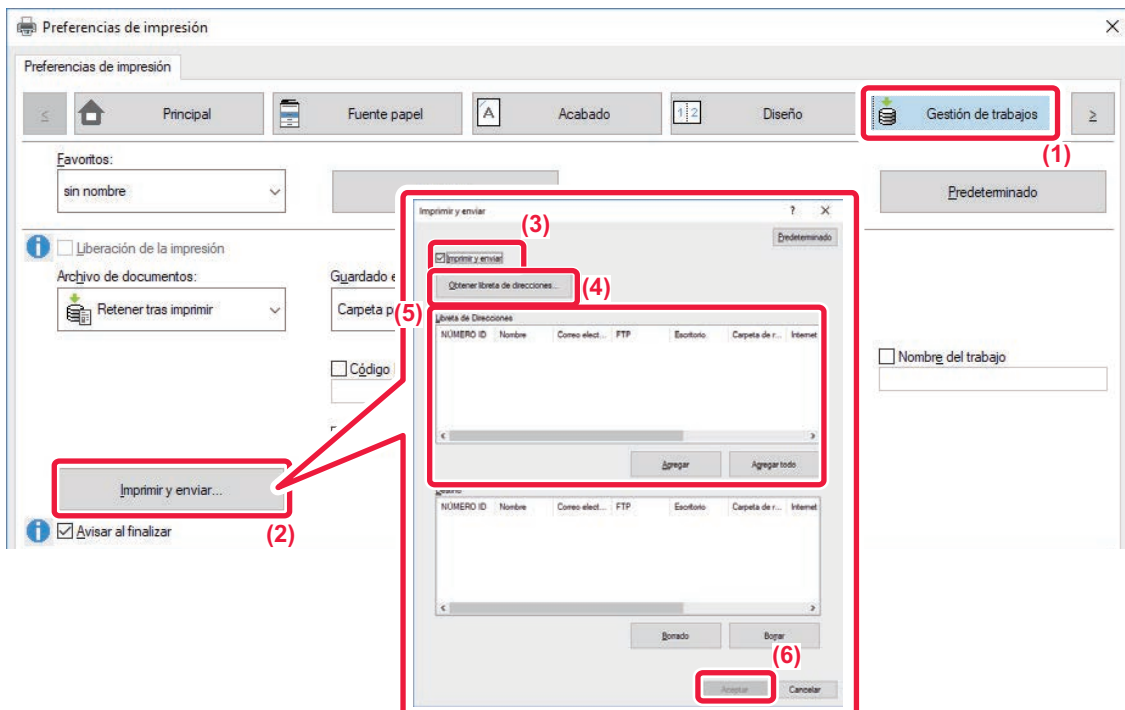 Preferencias de impresión
Preferencias de impresión
≤ Principal Fuente papel A Acabado 1 2 Diseño Gestión de trabajos ≥
(1)
Favoritos:
sin nombre
Predeterminado
Imprimir y enviar ?
(3)
Predeterminado
Imprimir y enviar
Obtener libreta de direcciones...
(4)
(5)
Libreta de Direcciones
NÚMERO ID Nombre Correo elect... FTP Escritorio Carpeta de r... Internet
Agregar Agregar todo
NÚMERO ID Nombre Correo elect... FTP Escritorio Carpeta de r... Internet
Borrado Borrar
(6)
Aceptar Cancelar
Liberación de la impresión
Archivo de documentos: Guardado e
Retener tras imprimir Carpeta p
Código
Nombre del trabajo
Imprimir y enviar...
(2)
Avisar al finalizar